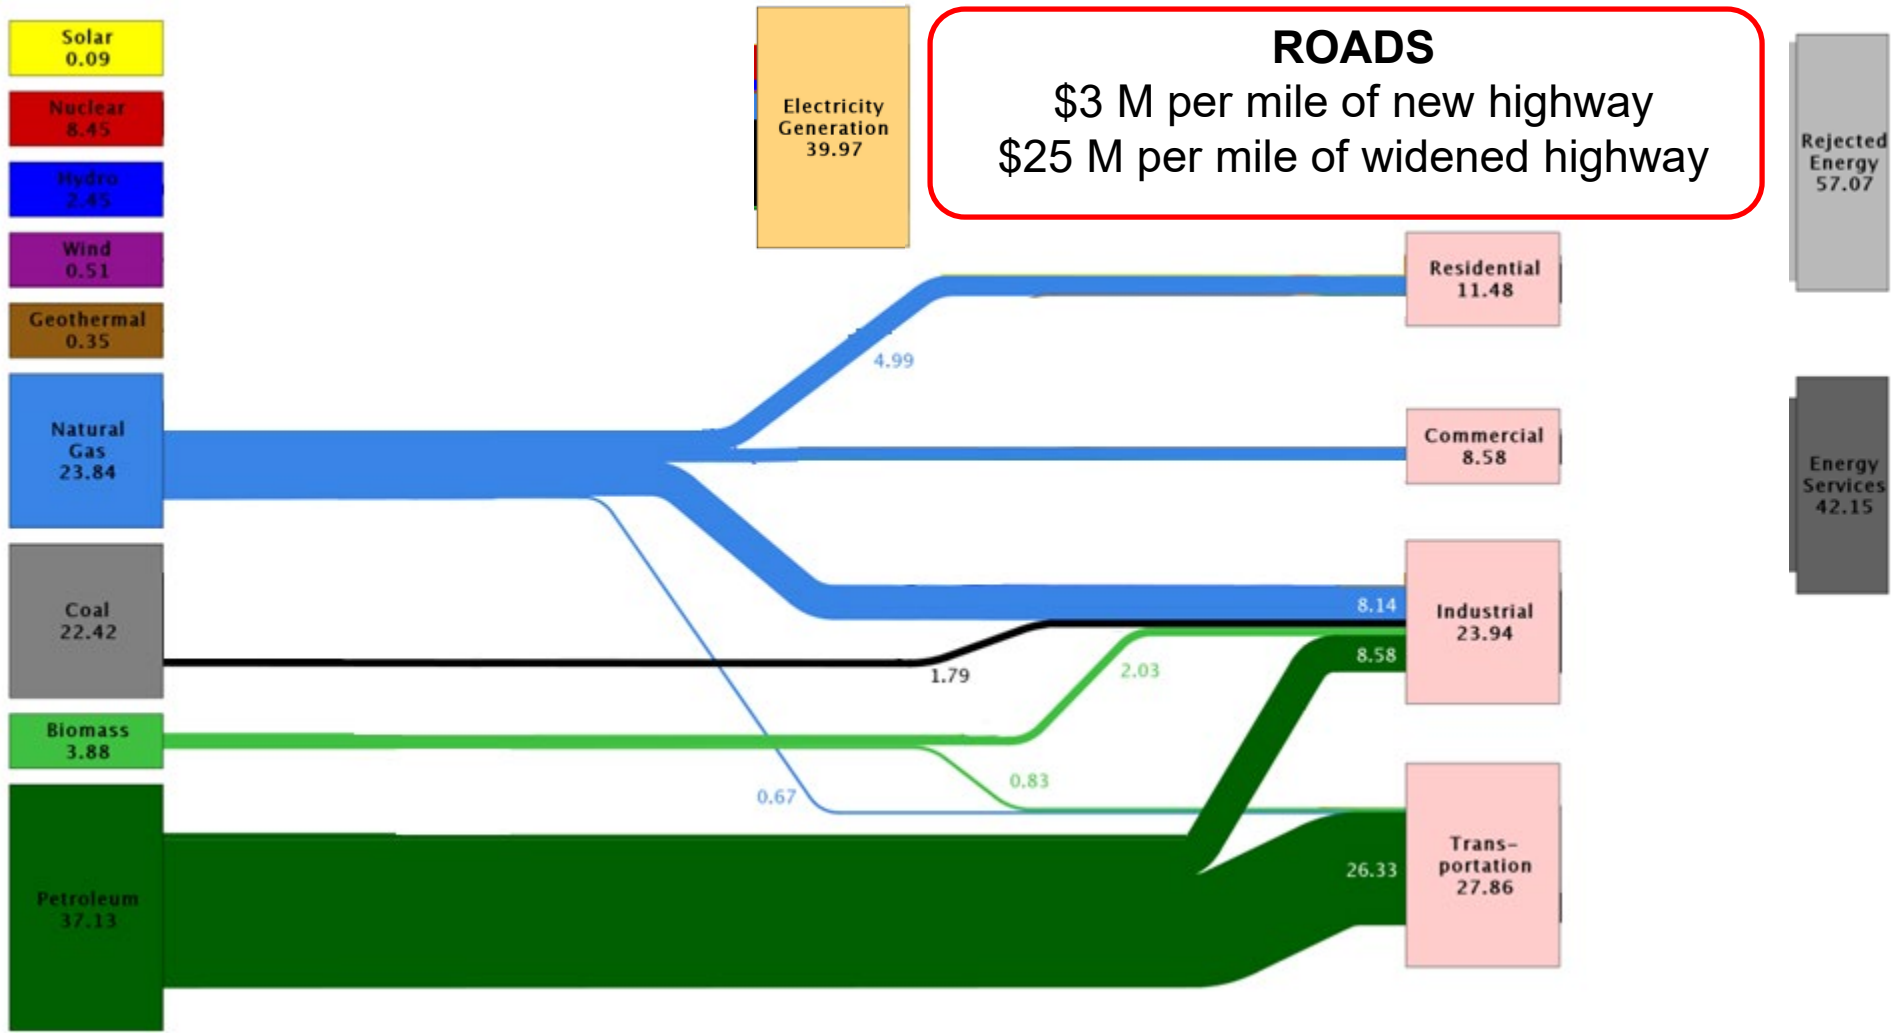 Solar
0.09
Nuclear
8.45
Hydro
2.45
Wind
0.51
Geothermal
0.35
Natural
Gas
23.84
Coal
22.42
Biomass
3.88
Petroleum
37.13
Electricity
Generation
39.97
ROADS
$3 M per mile of new highway
$25 M per mile of widened highway
4.99
1.79
2.03
0.83
0.67
8.14
8.58
26.33
Residential
11.48
Commercial
8.58
Industrial
23.94
Trans-
portation
27.86
Rejected
Energy
57.07
Energy
Services
42.15